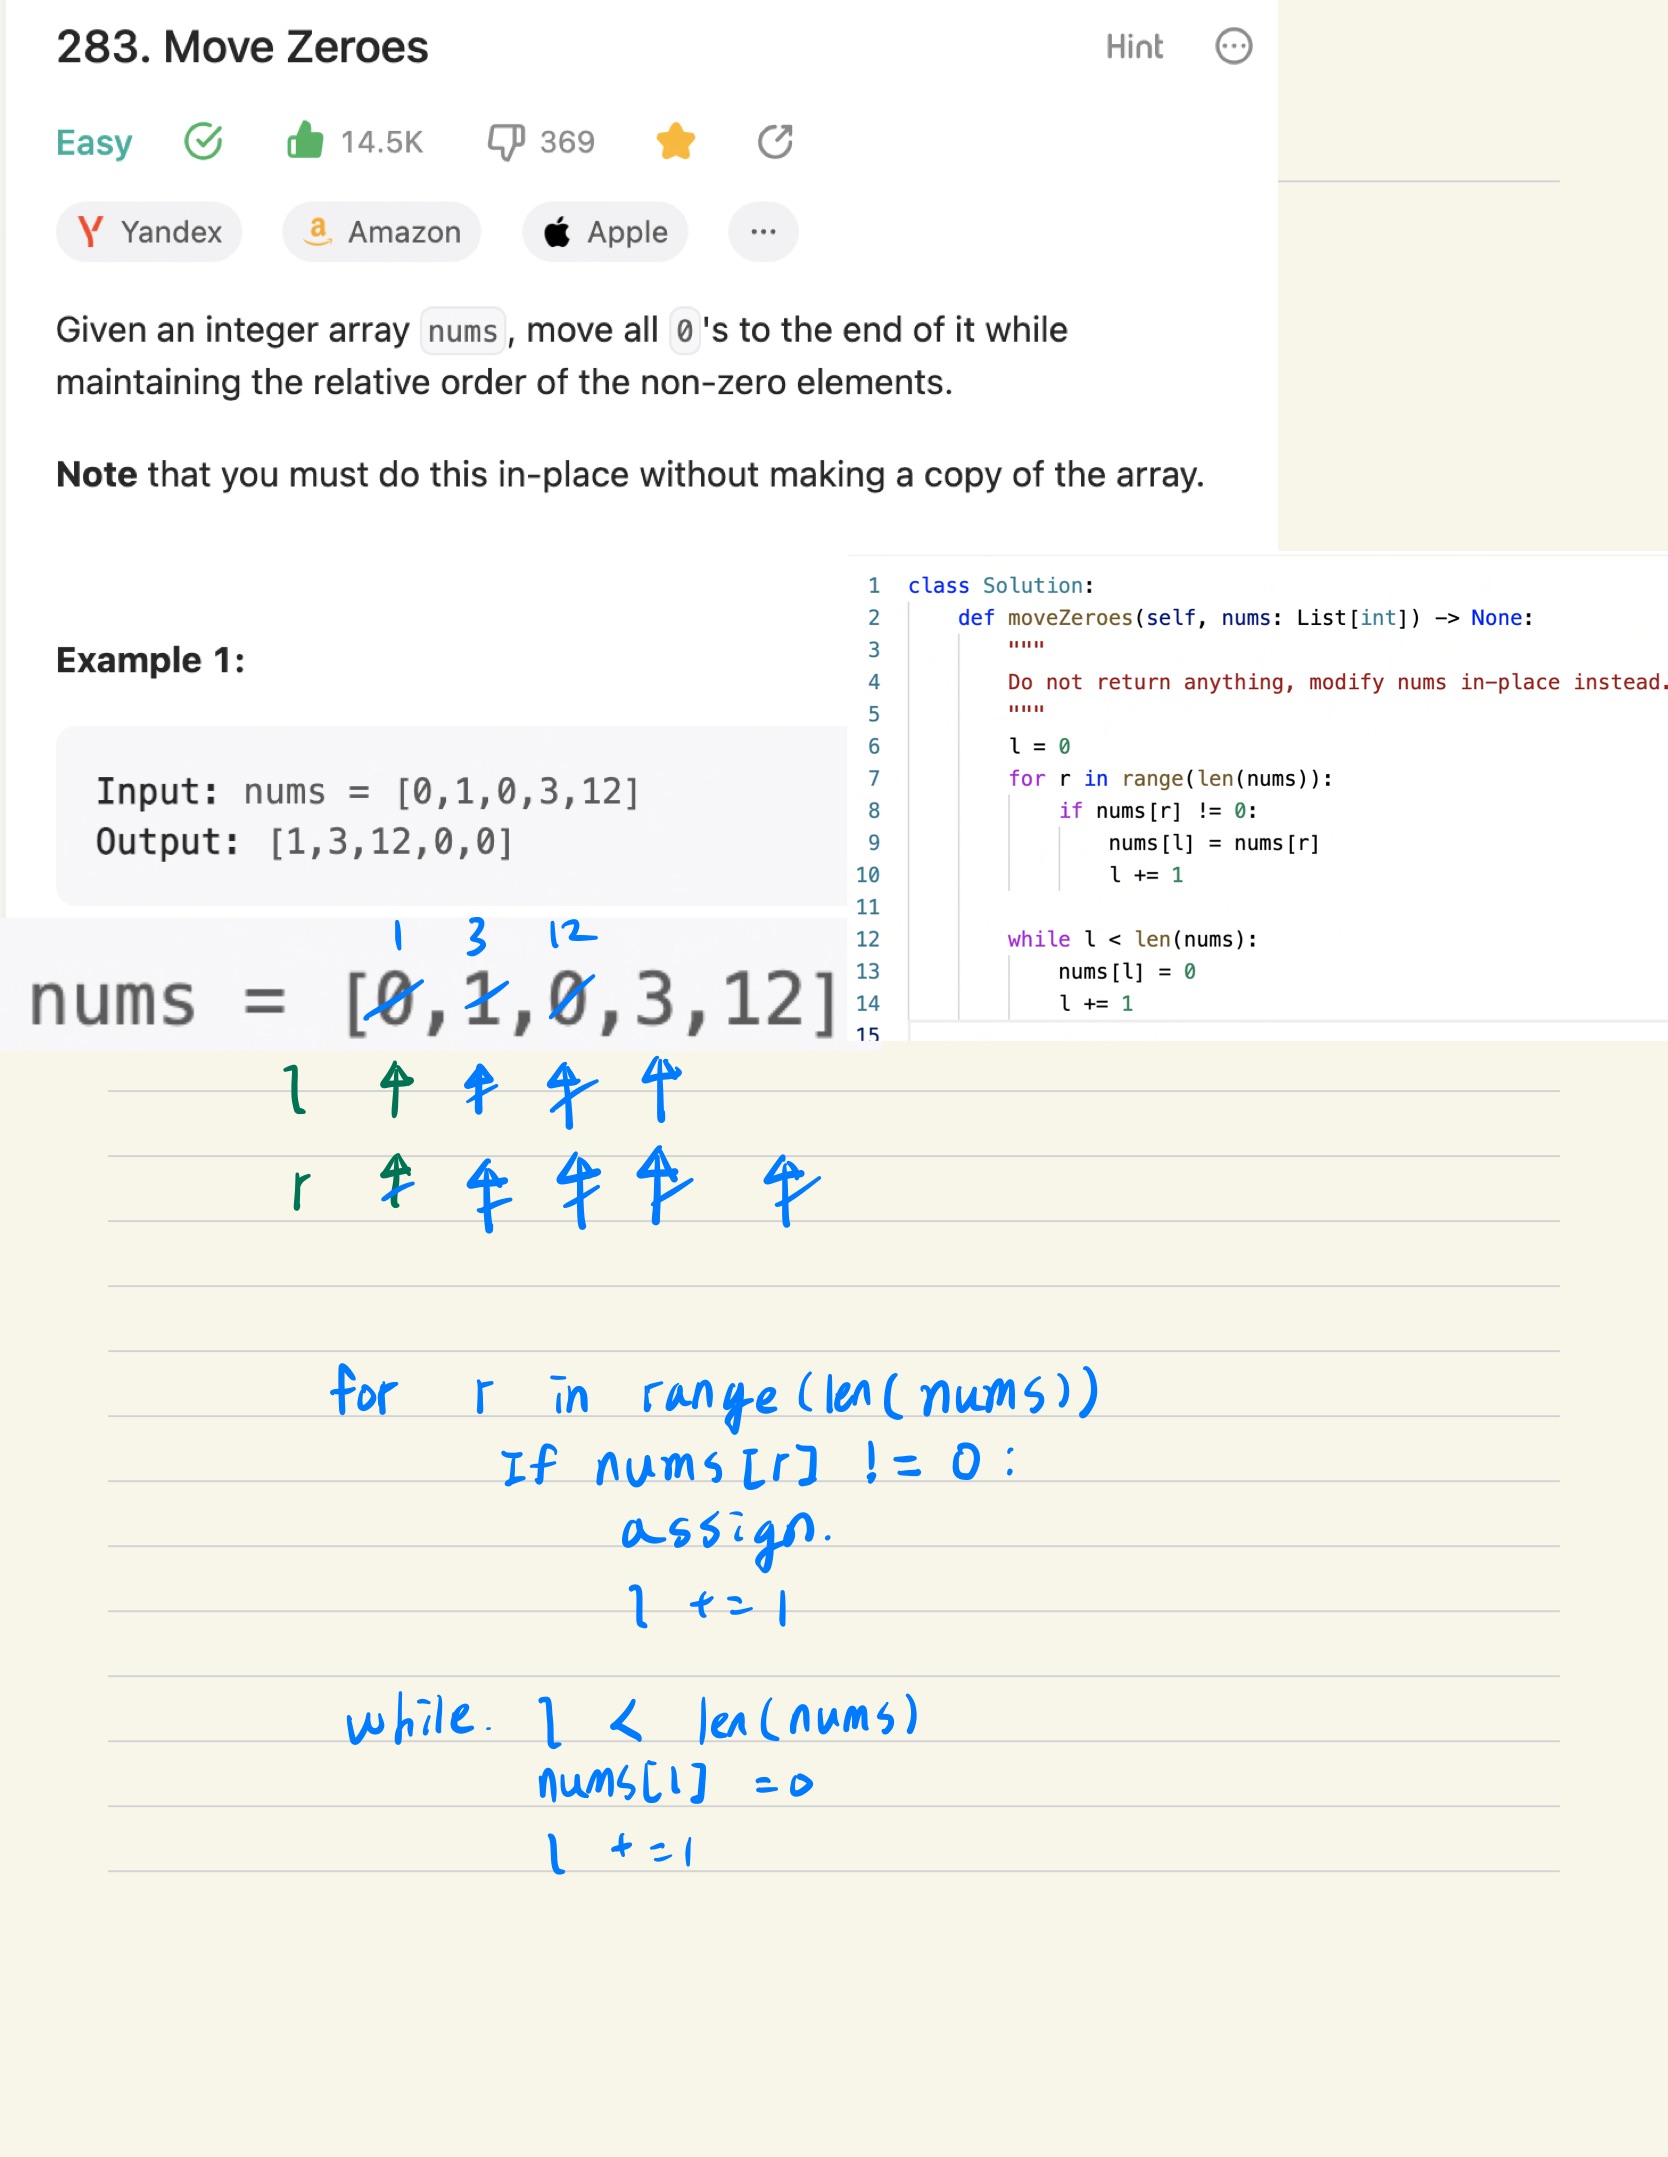 283. Move Zeroes
Hint
Easy
14.5K
369
Yandex
Amazon
Apple
Given an integer array nums, move all 0's to the end of it while
maintaining the relative order of the non-zero elements.
Note that you must do this in-place without making a copy of the array.
Example 1:
Input: nums = [0,1,0,3,12]
Output: [1,3,12,0,0]
1 class Solution:
2 def moveZeroes(self, nums: List[int]) -> None:
3 """
4 Do not return anything, modify nums in-place instead.
5 """
6 l = 0
7 for r in range(len(nums)):
8 if nums[r] != 0:
9 nums[l] = nums[r]
10 l += 1
11
12 while l < len(nums):
13 nums[l] = 0
14 l += 1
15
1 3 12
nums = [0,1,0,3,12]
l
r
for r in range(len(nums))
If nums[r] != 0:
assign.
l += 1
while. l < len(nums)
nums[l] = 0
l += 1